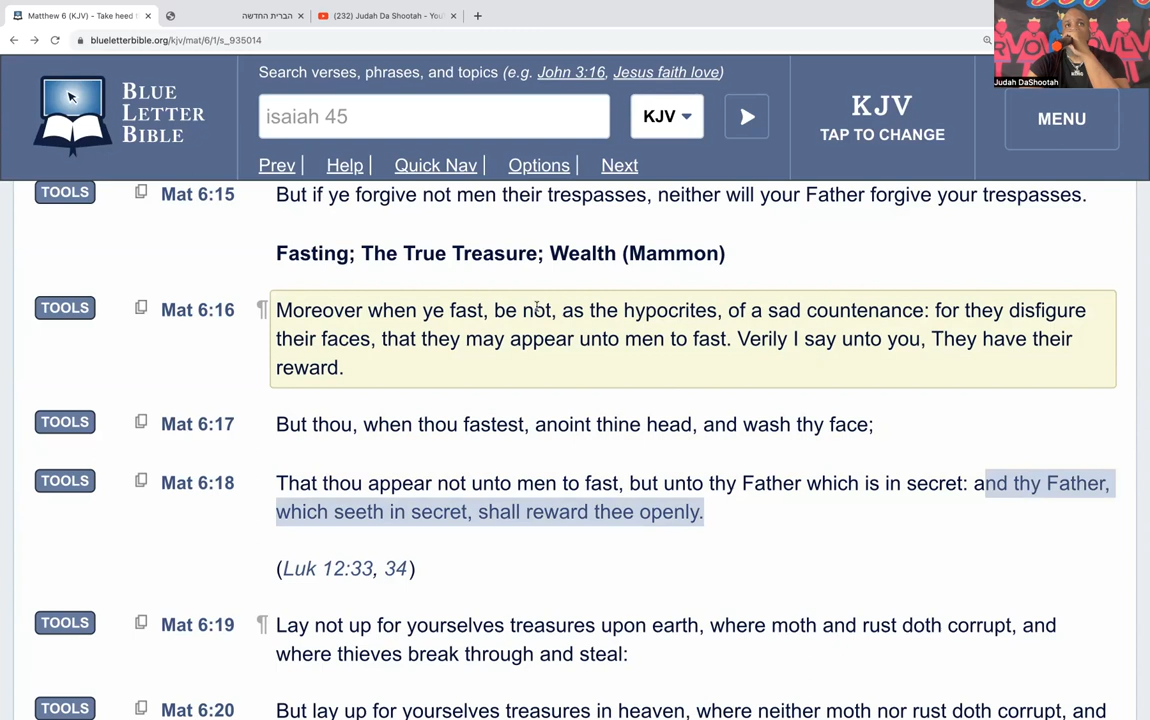 Matthew 6 (KJV) - Take heed t
הברית החדשה
(232) Judah Da Shootah - You
blueletterbible.org/kjv/mat/6/1/s_935014
Judah DaShootah
KING
BLUE
LETTER
BIBLE
Search verses, phrases, and topics (e.g. John 3:16, Jesus faith love)
isaiah 45
KJV
KJV
TAP TO CHANGE
MENU
Prev | Help | Quick Nav | Options | Next
TOOLS Mat 6:15 But if ye forgive not men their trespasses, neither will your Father forgive your trespasses.
Fasting; The True Treasure; Wealth (Mammon)
TOOLS Mat 6:16 ¶ Moreover when ye fast, be not, as the hypocrites, of a sad countenance: for they disfigure
their faces, that they may appear unto men to fast. Verily I say unto you, They have their
reward.
TOOLS Mat 6:17 But thou, when thou fastest, anoint thine head, and wash thy face;
TOOLS Mat 6:18 That thou appear not unto men to fast, but unto thy Father which is in secret: and thy Father,
which seeth in secret, shall reward thee openly.
(Luk 12:33, 34)
TOOLS Mat 6:19 ¶ Lay not up for yourselves treasures upon earth, where moth and rust doth corrupt, and
where thieves break through and steal:
TOOLS Mat 6:20 But lay up for yourselves treasures in heaven, where neither moth nor rust doth corrupt, and